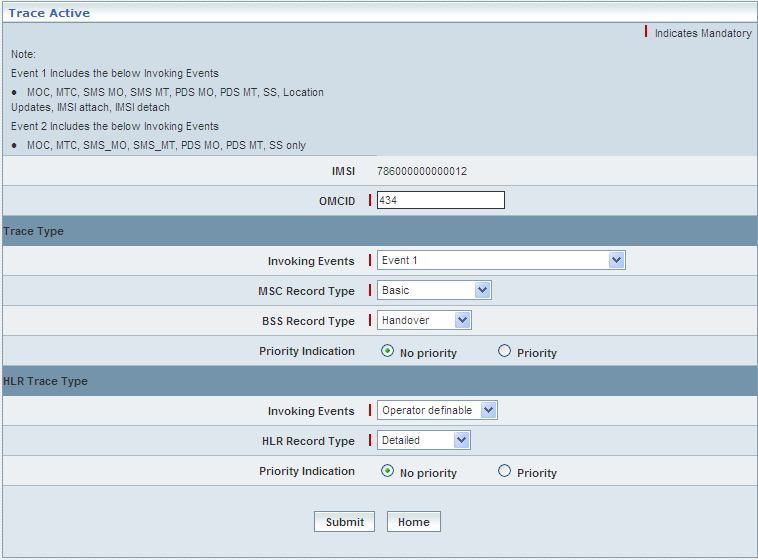 Trace Active
Indicates Mandatory
Note:
Event 1 Includes the below Invoking Events
● MOC, MTC, SMS MO, SMS MT, PDS MO, PDS MT, SS, Location
Updates, IMSI attach, IMSI detach
Event 2 Includes the below Invoking Events
● MOC, MTC, SMS_MO, SMS_MT, PDS MO, PDS MT, SS only
IMSI 786000000000012
OMCID 434
Trace Type
Invoking Events Event 1
MSC Record Type Basic
BSS Record Type Handover
Priority Indication No priority Priority
HLR Trace Type
Invoking Events Operator definable
HLR Record Type Detailed
Priority Indication No priority Priority
Submit Home